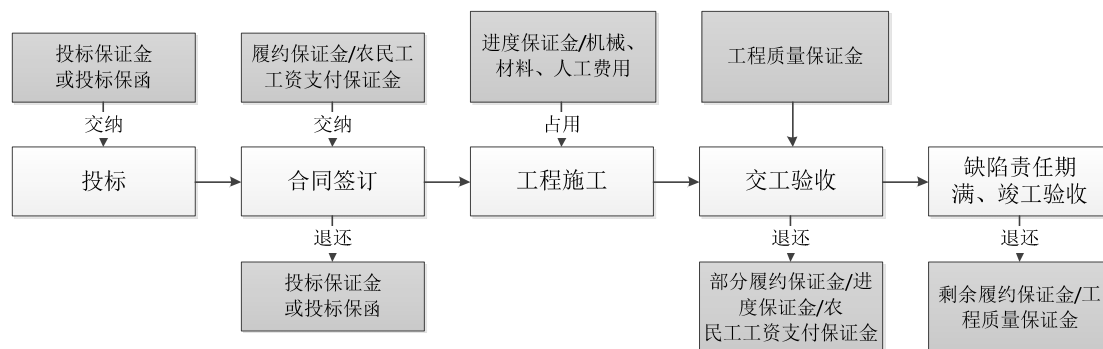 投标保证金
或投标保函
履约保证金/农民工
工资支付保证金
进度保证金/机械、
材料、人工费用
工程质量保证金
交纳
交纳
占用
投标
合同签订
工程施工
交工验收
缺陷责任期
满、竣工验收
退还
退还
退还
投标保证金
或投标保函
部分履约保证金/进
度保证金/农
民工工资支付保证金
剩余履约保证金/工
程质量保证金